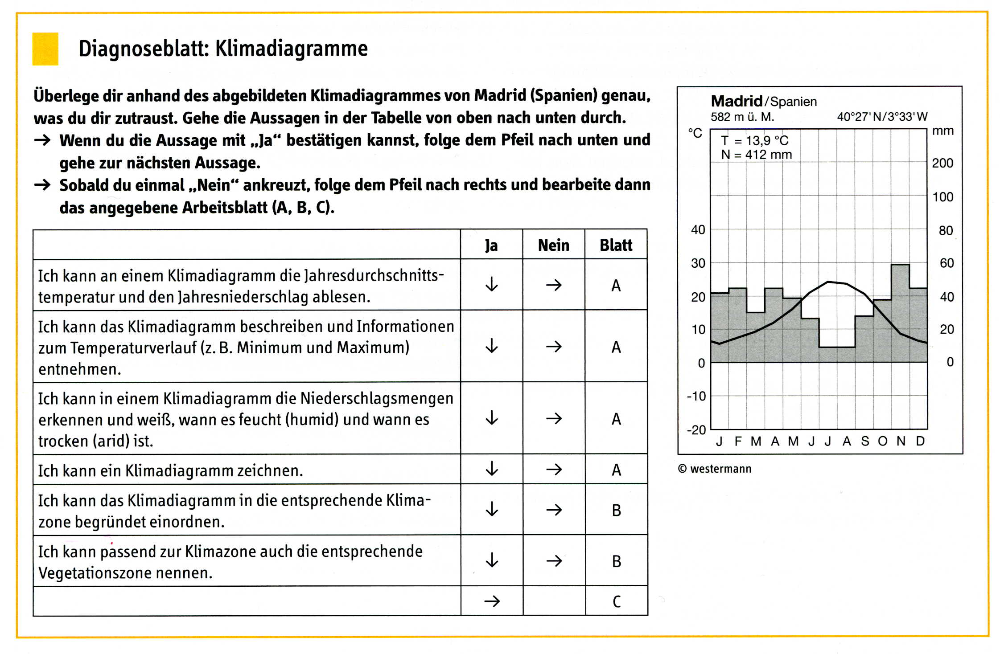 Diagnoseblatt: Klimadiagramme
Überlege dir anhand des abgebildeten Klimadiagrammes von Madrid (Spanien) genau,
was du dir zutraust. Gehe die Aussagen in der Tabelle von oben nach unten durch.
→ Wenn du die Aussage mit „Ja“ bestätigen kannst, folge dem Pfeil nach unten und
gehe zur nächsten Aussage.
→ Sobald du einmal „Nein“ ankreuzt, folge dem Pfeil nach rechts und bearbeite dann
das angegebene Arbeitsblatt (A, B, C).
Ja Nein Blatt
Ich kann an einem Klimadiagramm die Jahresdurchschnitts-
temperatur und den Jahresniederschlag ablesen.
↓ → A
Ich kann das Klimadiagramm beschreiben und Informationen
zum Temperaturverlauf (z. B. Minimum und Maximum)
entnehmen.
↓ → A
Ich kann in einem Klimadiagramm die Niederschlagsmengen
erkennen und weiß, wann es feucht (humid) und wann es
trocken (arid) ist.
↓ → A
Ich kann ein Klimadiagramm zeichnen. ↓ → A
Ich kann das Klimadiagramm in die entsprechende Klima-
zone begründet einordnen.
↓ → B
Ich kann passend zur Klimazone auch die entsprechende
Vegetationszone nennen.
↓ → B
→ C
Madrid/Spanien
582 m ü. M. 40°27'N/3°33'W
°C mm
T = 13,9 °C
N = 412 mm
200
100
40 80
30 60
20 40
10 20
0 0
-10
-20
J F M A M J J A S O N D
© westermann